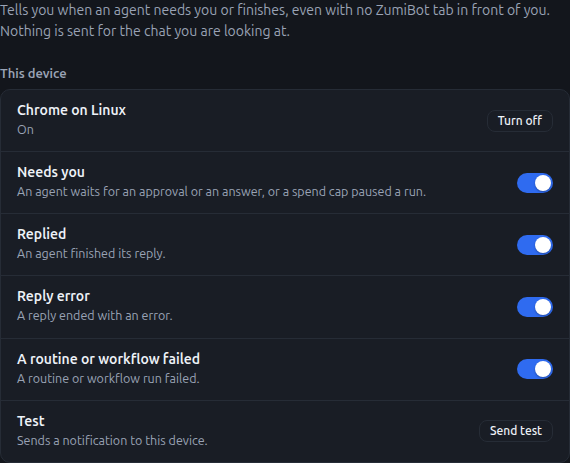 Tells you when an agent needs you or finishes, even with no ZumiBot tab in front of you.
Nothing is sent for the chat you are looking at.
This device
Chrome on Linux
On
Turn off
Needs you
An agent waits for an approval or an answer, or a spend cap paused a run.
Replied
An agent finished its reply.
Reply error
A reply ended with an error.
A routine or workflow failed
A routine or workflow run failed.
Test
Sends a notification to this device.
Send test